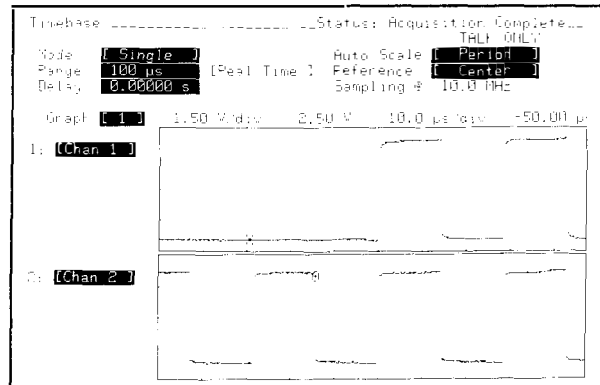 Timebase Status: Acquisition Complete
TALK ONLY
Mode [ Single ] Auto Scale [ Period ]
Range 100 µs [Real Time ] Reference [ Center ]
Delay 0.00000 s Sampling @ 10.0 MHz
Graph [ 1 ] 1.50 V/div 2.50 V 10.0 µs/div -50.00 µs
1: [Chan 1 ]
2: [Chan 2 ]